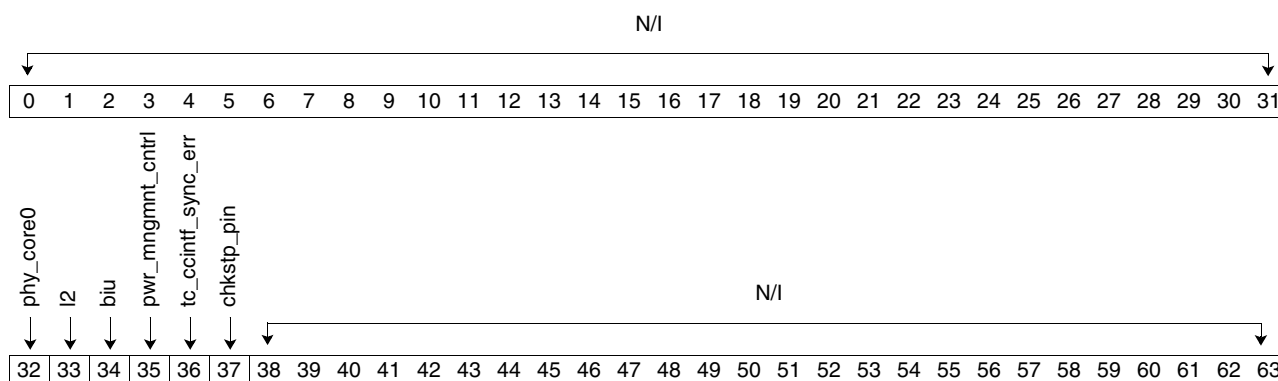 N/I
0 1 2 3 4 5 6 7 8 9 10 11 12 13 14 15 16 17 18 19 20 21 22 23 24 25 26 27 28 29 30 31
phy_core0
l2
biu
pwr_mngmnt_cntrl
tc_ccintf_sync_err
chkstp_pin
N/I
32 33 34 35 36 37 38 39 40 41 42 43 44 45 46 47 48 49 50 51 52 53 54 55 56 57 58 59 60 61 62 63